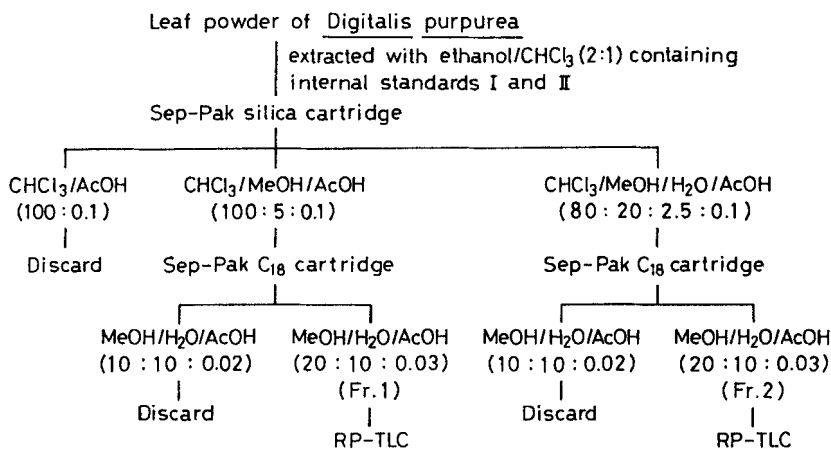 Leaf powder of Digitalis purpurea
extracted with ethanol/CHCl₃ (2:1) containing
internal standards I and II
Sep-Pak silica cartridge
CHCl₃/AcOH CHCl₃/MeOH/AcOH CHCl₃/MeOH/H₂O/AcOH
(100:0.1) (100:5:0.1) (80:20:2.5:0.1)
Discard Sep-Pak C₁₈ cartridge Sep-Pak C₁₈ cartridge
MeOH/H₂O/AcOH MeOH/H₂O/AcOH MeOH/H₂O/AcOH MeOH/H₂O/AcOH
(10:10:0.02) (20:10:0.03) (10:10:0.02) (20:10:0.03)
(Fr.1) (Fr.2)
Discard Discard
RP-TLC RP-TLC